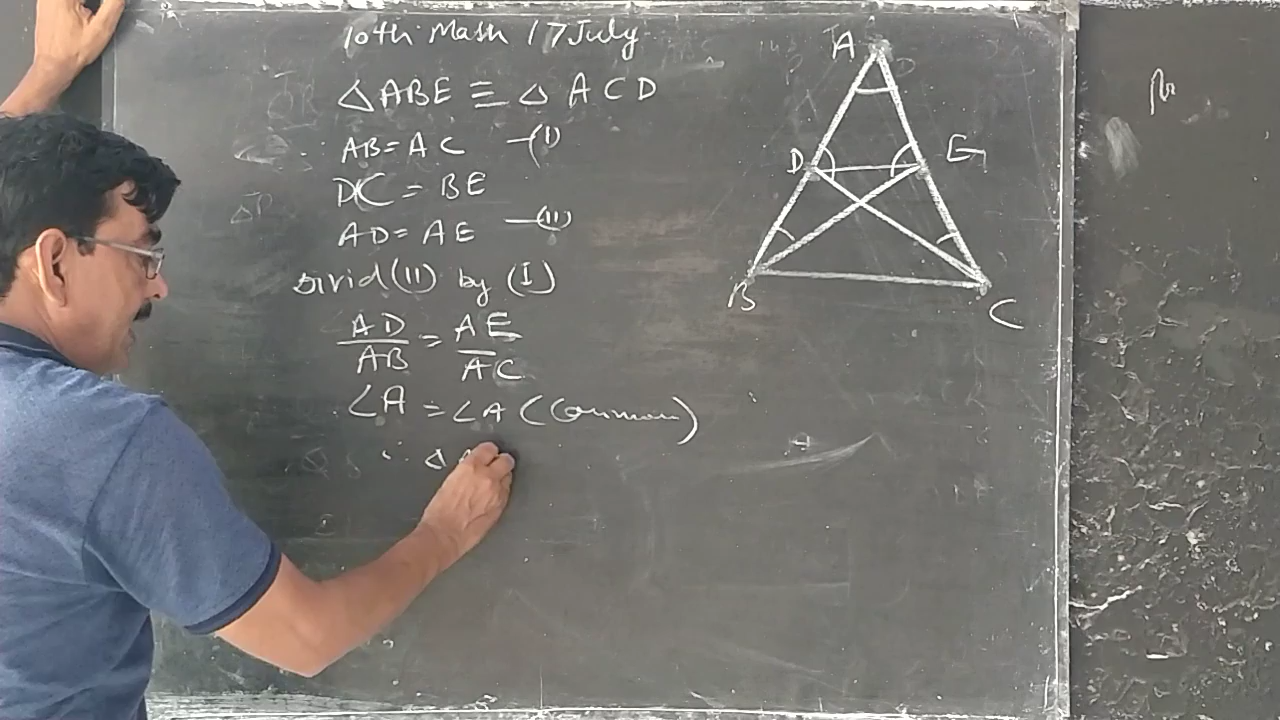 10th Math 17 July
△ABE ≡ △ ACD
AB = AC —(I)
DC = BE
AD = AE —(II)
Divid (II) by (I)
AD/AB = AE/AC
∠A = ∠A (Common)
∴ △
A
D
E
B
C